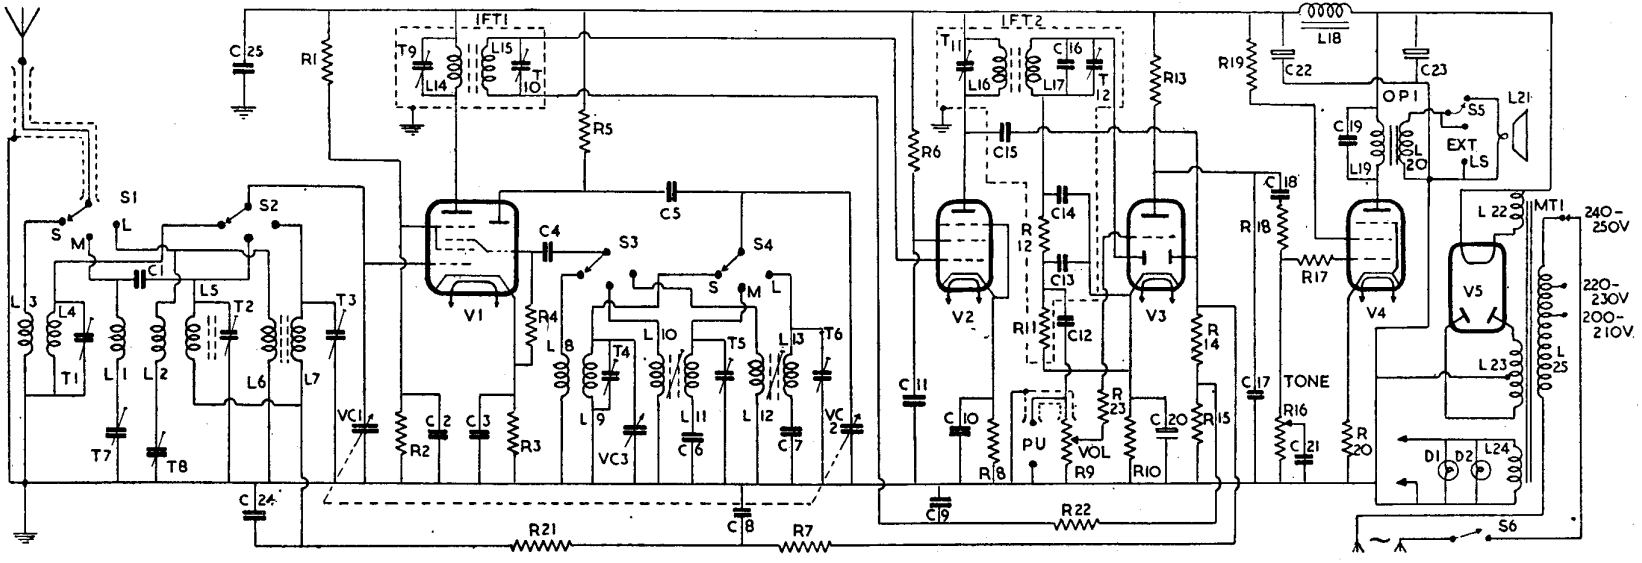 IFT1
IFT2
L18
C25
R1
T9
L14
L15
T10
R5
R6
T11
L16
L17
C16
T12
R13
R19
C22
C23
OP1
C19
L19
L20
S5
EXT
LS
L21
C15
S1
S
M
L
S2
C1
C5
C4
S3
S4
S
M
L
V1
R4
C14
R12
C13
R11
C12
V2
V3
C18
R18
R17
V4
L22
MT1
V5
240-
250V
220-
230V
200-
210V
L3
L4
T1
L1
L2
L5
T2
L6
L7
T3
L8
L9
T4
L10
L11
T5
L12
L13
T6
R14
C17
TONE
L23
L25
T7
T8
VC1
R2
C2
C3
R3
VC3
C6
C7
VC2
C11
C10
R8
PU
R9
VOL
R23
R10
C20
R15
R16
C21
R20
D1
D2
L24
C24
C8
C9
R22
R21
R7
S6
~